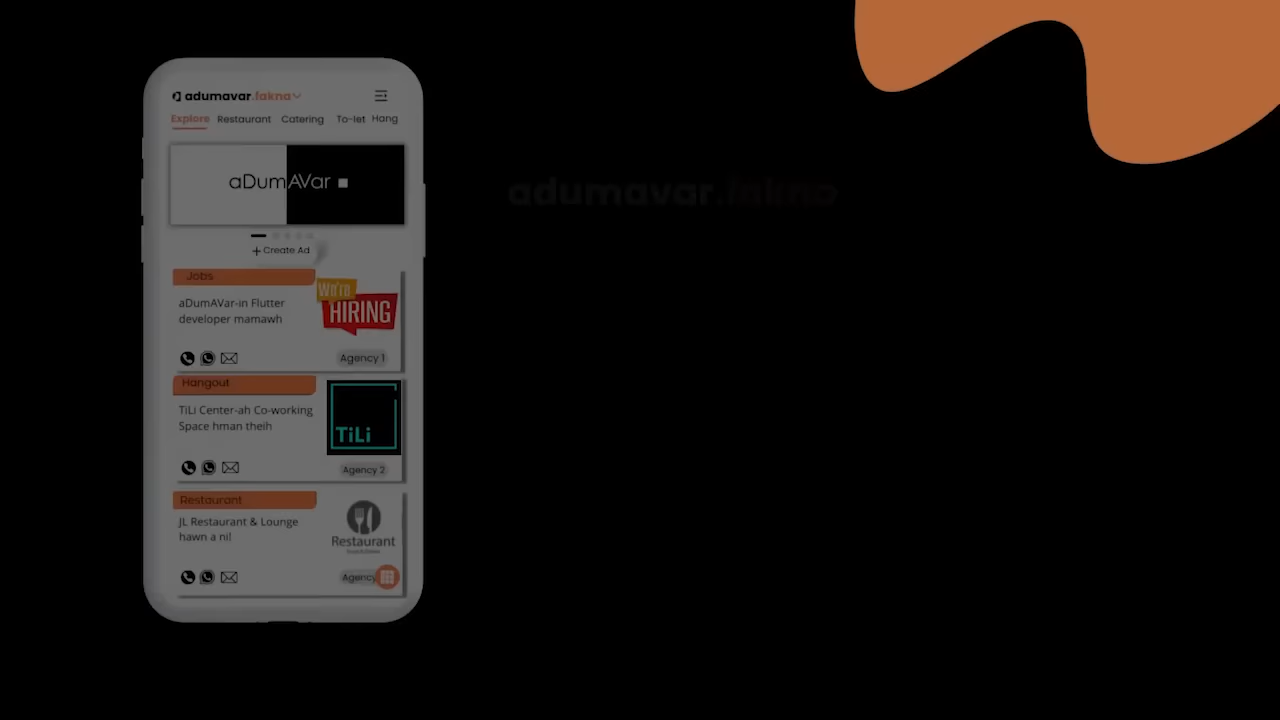 adumavar.fakna
Explore Restaurant Catering To-let Hang
aDumAVar
+ Create Ad
Jobs
We're
HIRING
aDumAVar-in Flutter
developer mamawh
Agency 1
Hangout
TiLi Center-ah Co-working
Space hman theih
TiLi
Agency 2
Restaurant
JL Restaurant & Lounge
hawn a ni!
Restaurant
Agency
adumavar.fakna